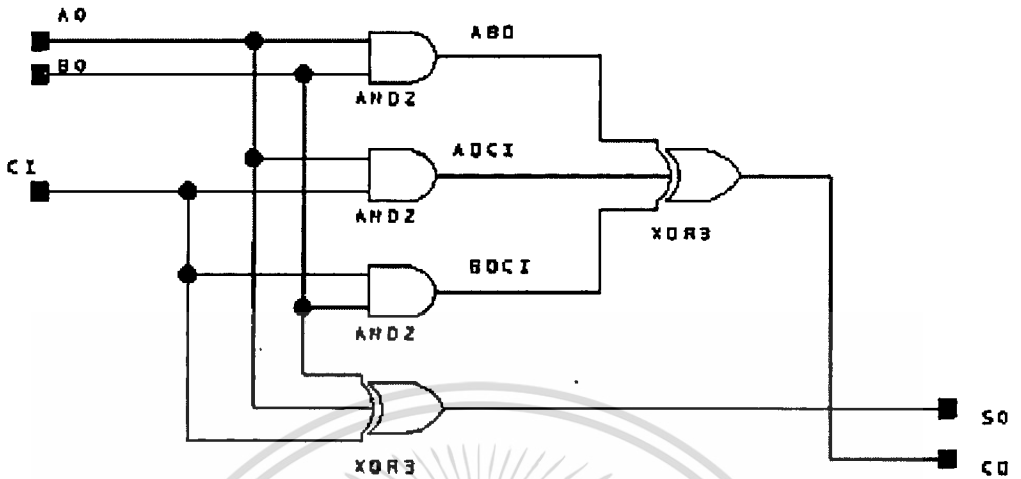 A0
AB0
B0
AND2
A0CI
CI
AND2
XOR3
B0CI
AND2
S0
XOR3
C0